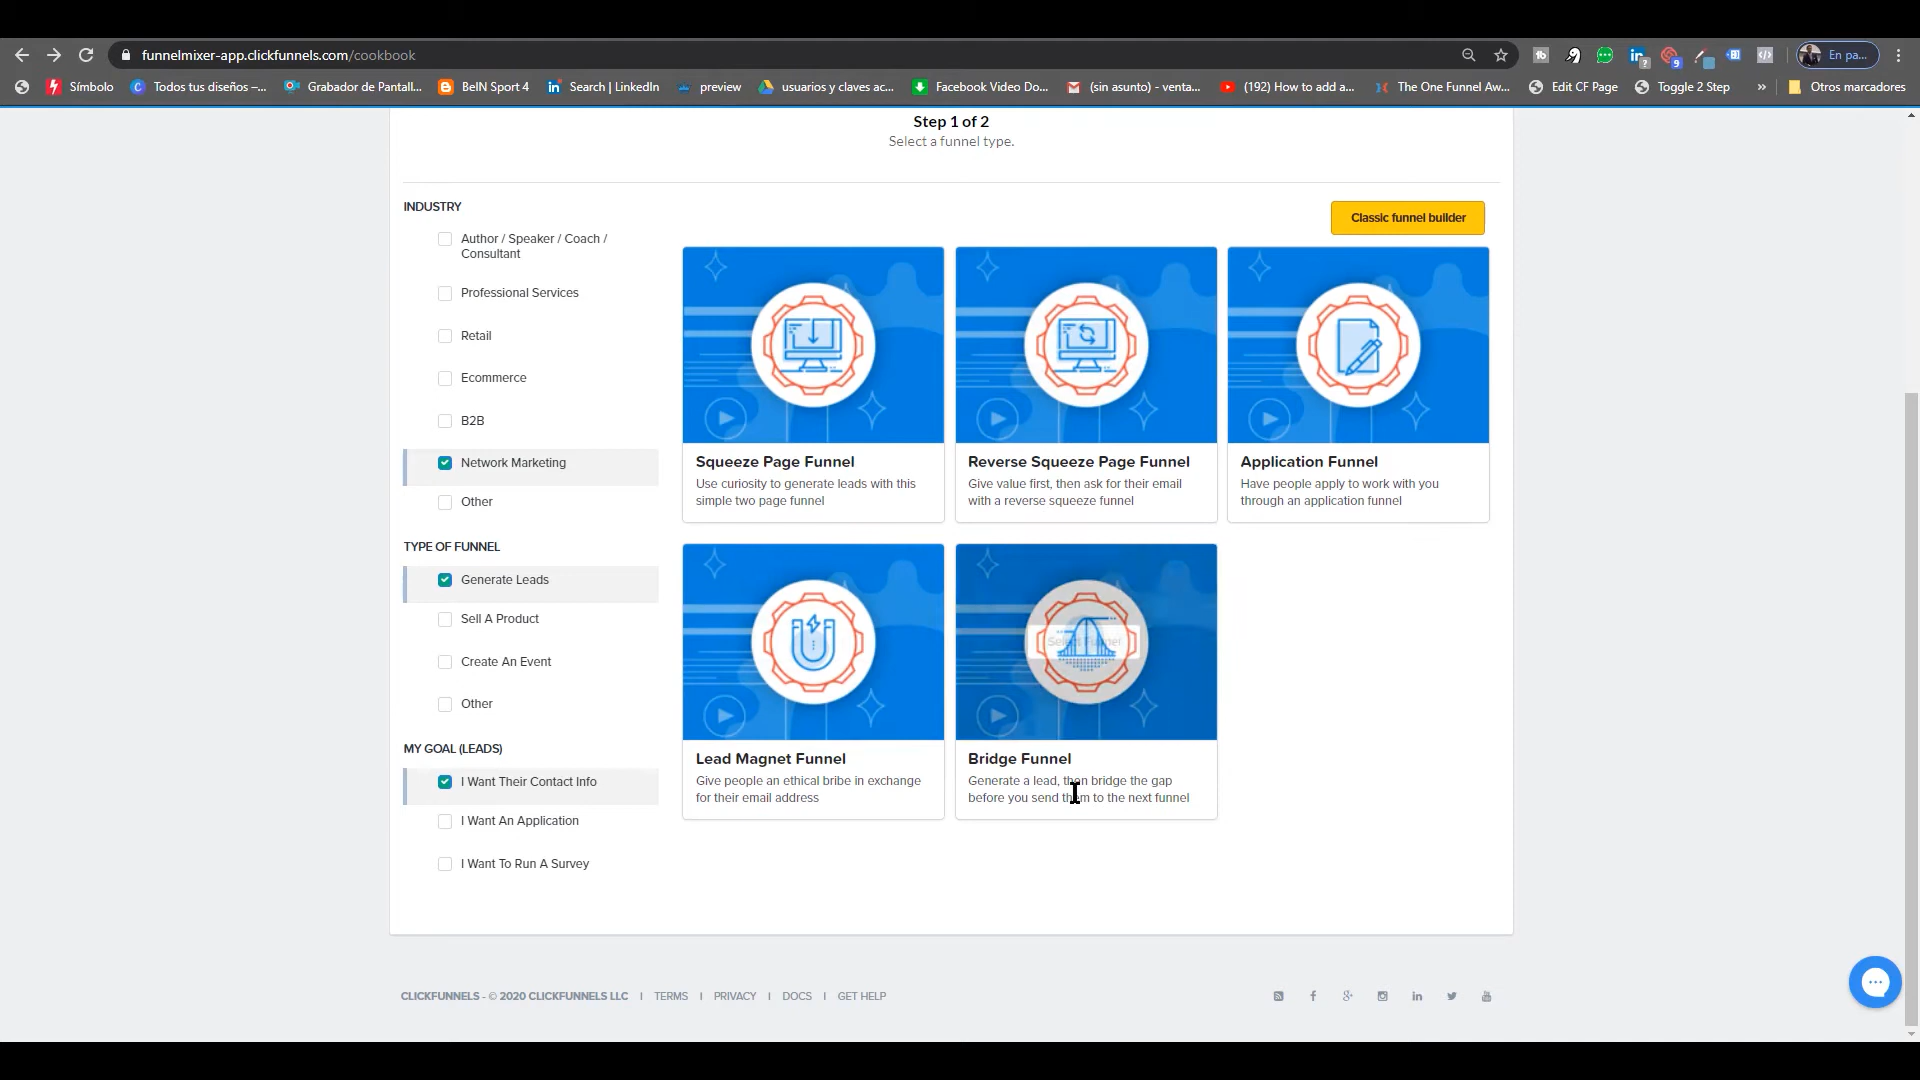 funnelmixer-app.clickfunnels.com/cookbook
En pa...
Símbolo
Todos tus diseños –...
Grabador de Pantall...
BeIN Sport 4
Search | LinkedIn
preview
usuarios y claves ac...
Facebook Video Do...
(sin asunto) - venta...
(192) How to add a...
The One Funnel Aw...
Edit CF Page
Toggle 2 Step
»
Otros marcadores
Step 1 of 2
Select a funnel type.
INDUSTRY
Classic funnel builder
Author / Speaker / Coach /
Consultant
Professional Services
Retail
Ecommerce
B2B
Network Marketing
Other
TYPE OF FUNNEL
Generate Leads
Sell A Product
Create An Event
Other
MY GOAL (LEADS)
I Want Their Contact Info
I Want An Application
I Want To Run A Survey
Squeeze Page Funnel
Use curiosity to generate leads with this
simple two page funnel
Reverse Squeeze Page Funnel
Give value first, then ask for their email
with a reverse squeeze funnel
Application Funnel
Have people apply to work with you
through an application funnel
Lead Magnet Funnel
Give people an ethical bribe in exchange
for their email address
Select Funnel
Bridge Funnel
Generate a lead, then bridge the gap
before you send them to the next funnel
CLICKFUNNELS - © 2020 CLICKFUNNELS LLC | TERMS | PRIVACY | DOCS | GET HELP